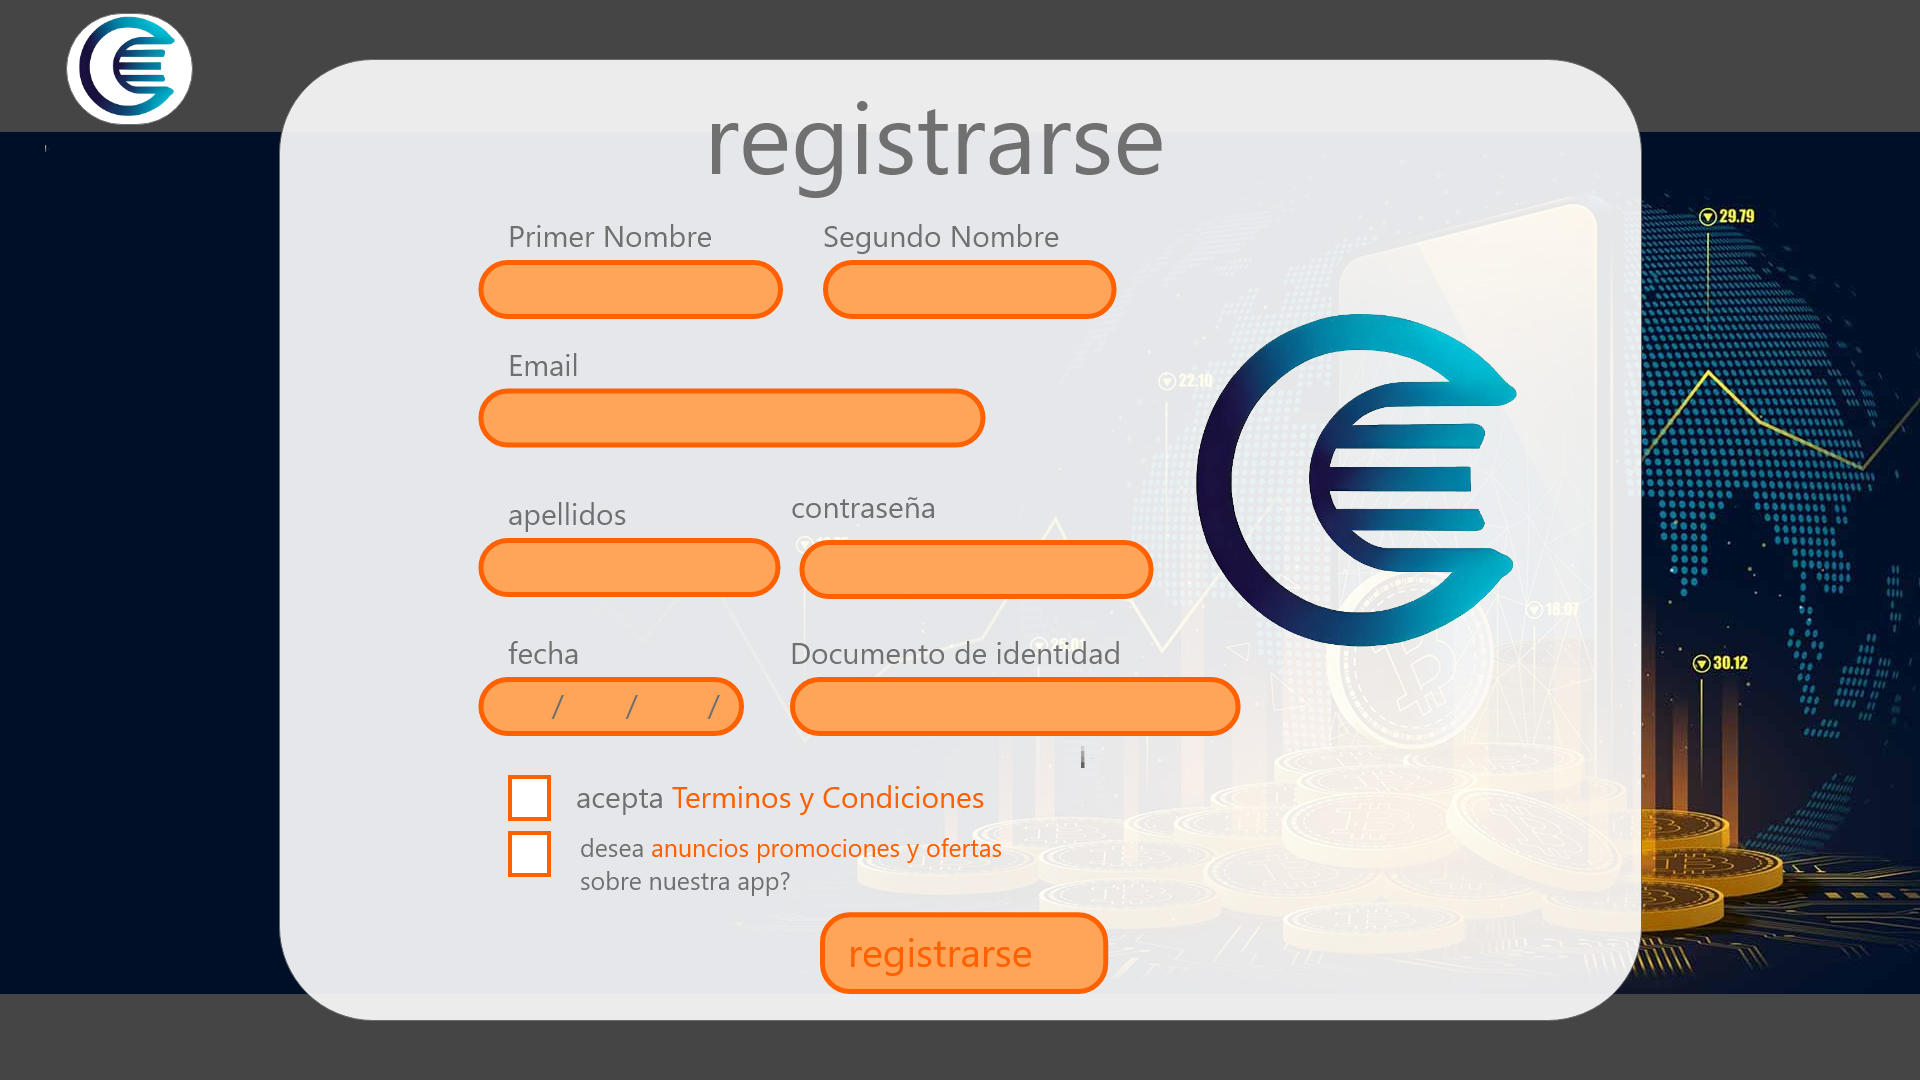 registrarse
29.79
Primer Nombre Segundo Nombre
Email
22.10
apellidos contraseña
18.07
fecha Documento de identidad
/ / /
30.12
acepta Terminos y Condiciones
desea anuncios promociones y ofertas
sobre nuestra app?
registrarse